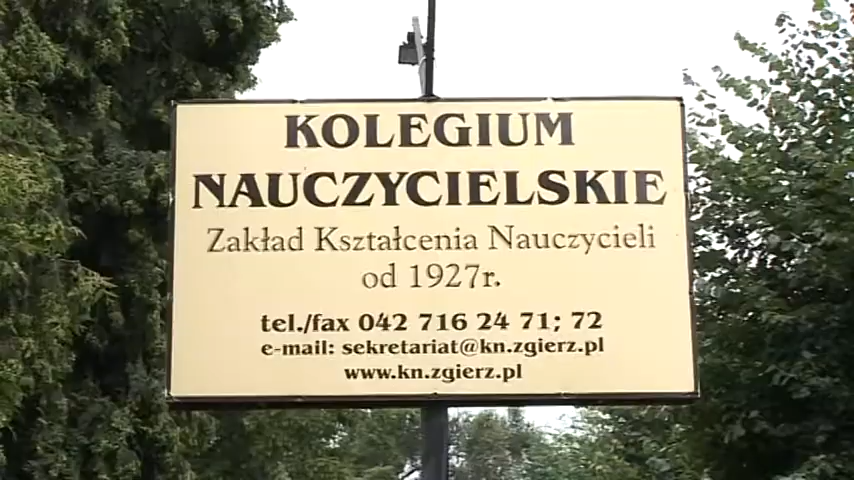 KOLEGIUM
NAUCZYCIELSKIE
Zakład Kształcenia Nauczycieli
od 1927r.
tel./fax 042 716 24 71; 72
e-mail: sekretariat@kn.zgierz.pl
www.kn.zgierz.pl